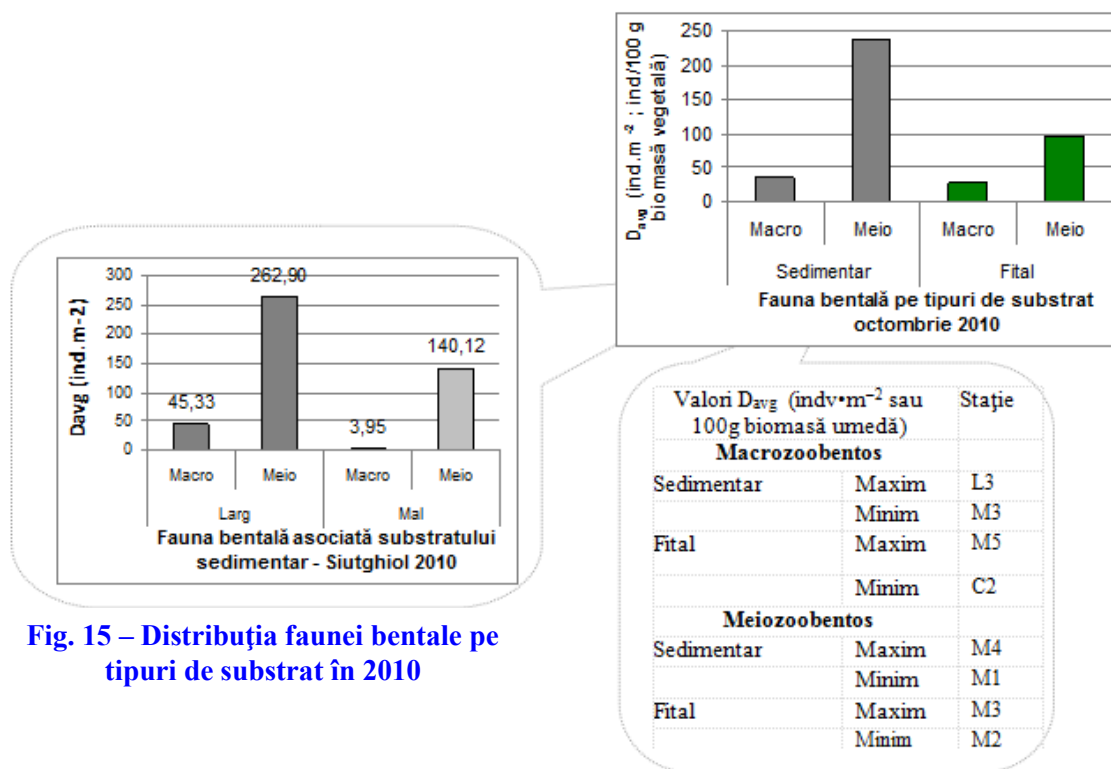 250
200
150
100
50
0
D_avg (ind.m⁻²; ind/100 g
biomasă vegetală)
Macro Meio Macro Meio
Sedimentar Fital
Fauna bentală pe tipuri de substrat
octombrie 2010
300
250
200
150
100
50
0
Davg (ind.m-2)
45,33
262,90
3,95
140,12
Macro Meio Macro Meio
Larg Mal
Fauna bentală asociată substratului
sedimentar - Siutghiol 2010
Fig. 15 – Distribuţia faunei bentale pe
tipuri de substrat în 2010
Valori D_avg (indv•m⁻² sau Staţie
100g biomasă umedă)
Macrozoobentos
Sedimentar Maxim L3
Minim M3
Fital Maxim M5
Minim C2
Meiozoobentos
Sedimentar Maxim M4
Minim M1
Fital Maxim M3
Minim M2